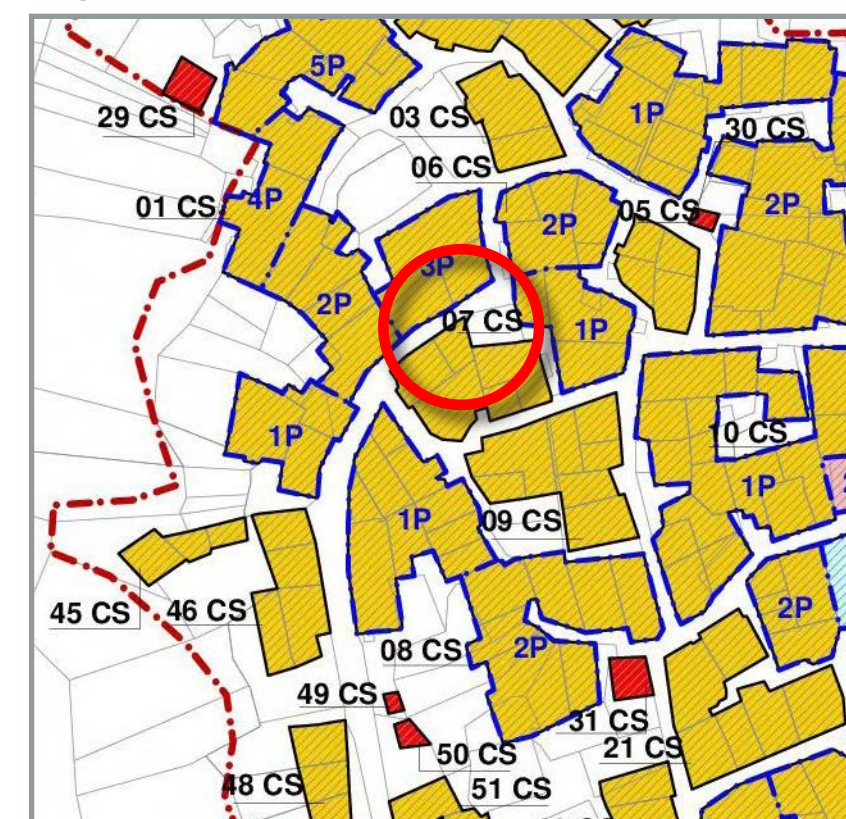 5P
29 CS
03 CS
1P
30 CS
06 CS
01 CS
4P
05 CS
2P
2P
3P
2P
07 CS
1P
1P
10 CS
1P
1P
09 CS
45 CS
46 CS
2P
08 CS
2P
49 CS
31 CS
21 CS
50 CS
48 CS
51 CS